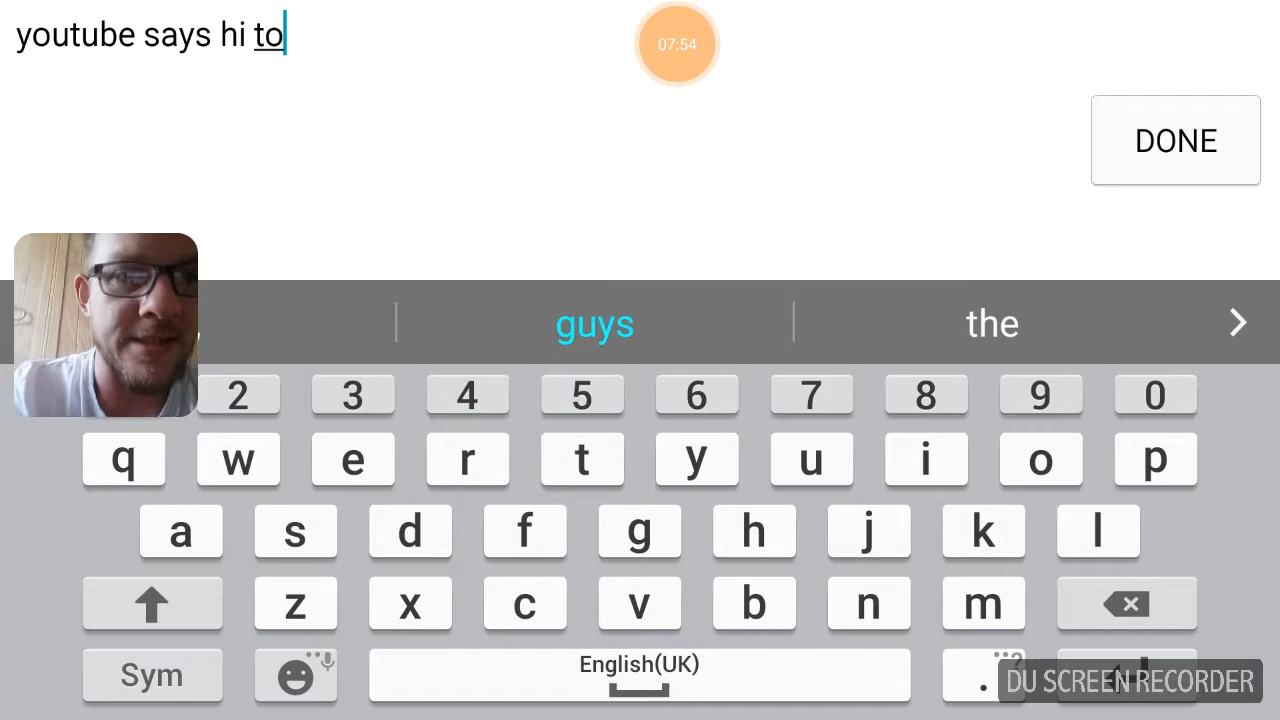 youtube says hi to
07:54
DONE
guys the
2 3 4 5 6 7 8 9 0
q w e r t y u i o p
a s d f g h j k l
z x c v b n m
Sym English(UK) . ?
DU SCREEN RECORDER